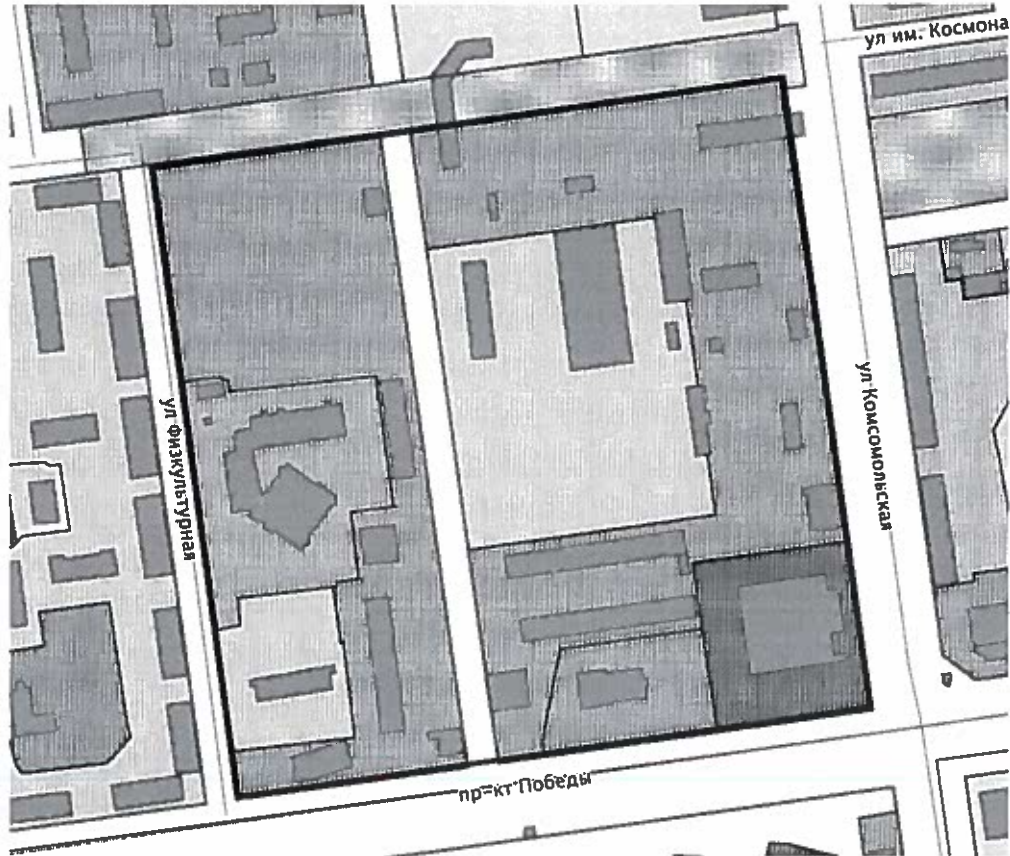 ул им. Космона
ул Комсомольская
ул физкультурная
пр-кт Победы